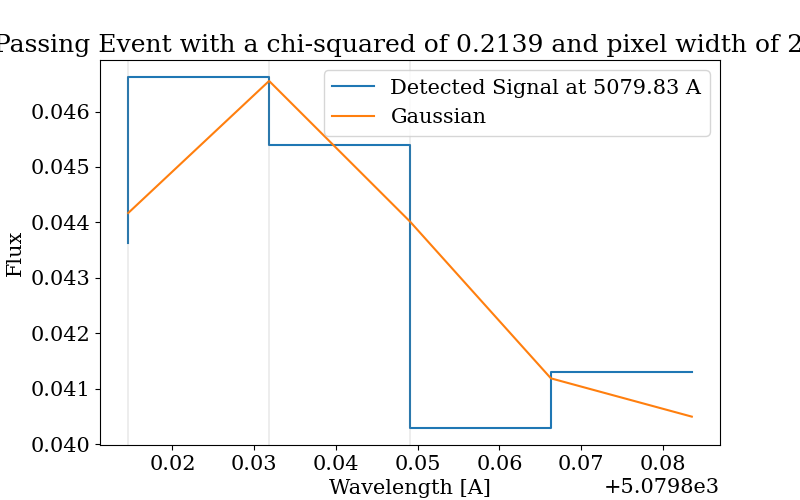 Passing Event with a chi-squared of 0.2139 and pixel width of 2
Detected Signal at 5079.83 A
Gaussian
Flux
0.046
0.045
0.044
0.043
0.042
0.041
0.040
0.02 0.03 0.04 0.05 0.06 0.07 0.08
Wavelength [A]
+5.0798e3